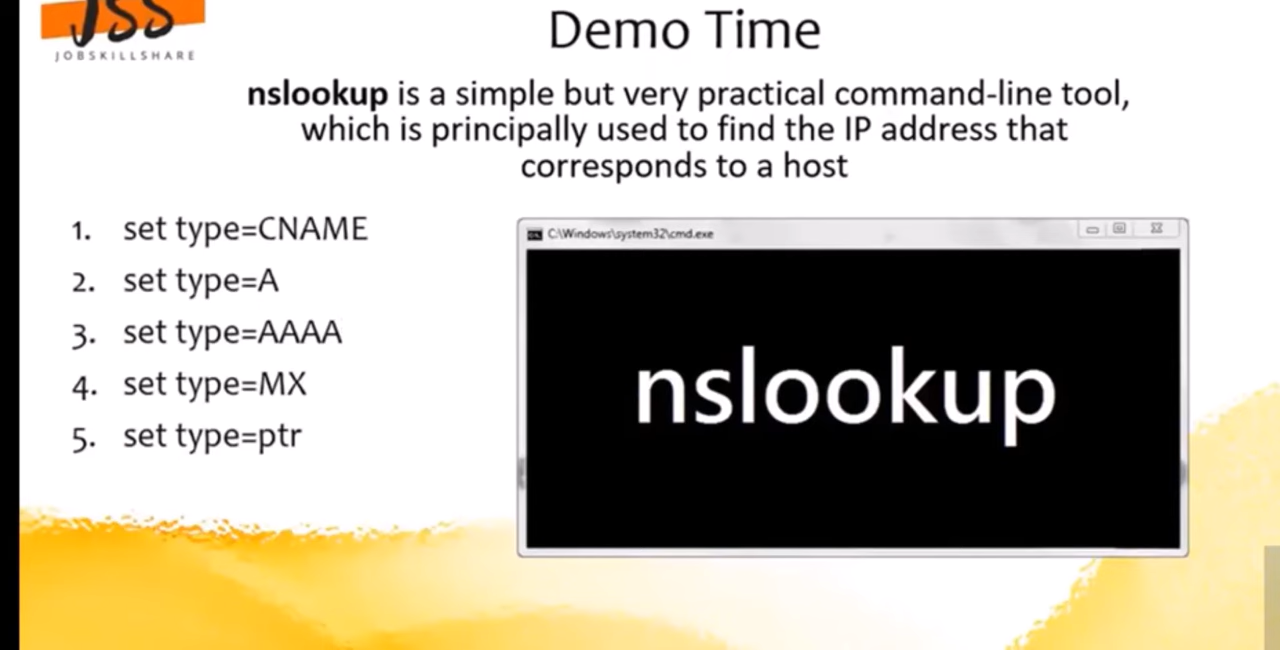 JSS
JOBSKILLSHARE
Demo Time
nslookup is a simple but very practical command-line tool,
which is principally used to find the IP address that
corresponds to a host
1. set type=CNAME
2. set type=A
3. set type=AAAA
4. set type=MX
5. set type=ptr
C:\Windows\system32\cmd.exe
nslookup